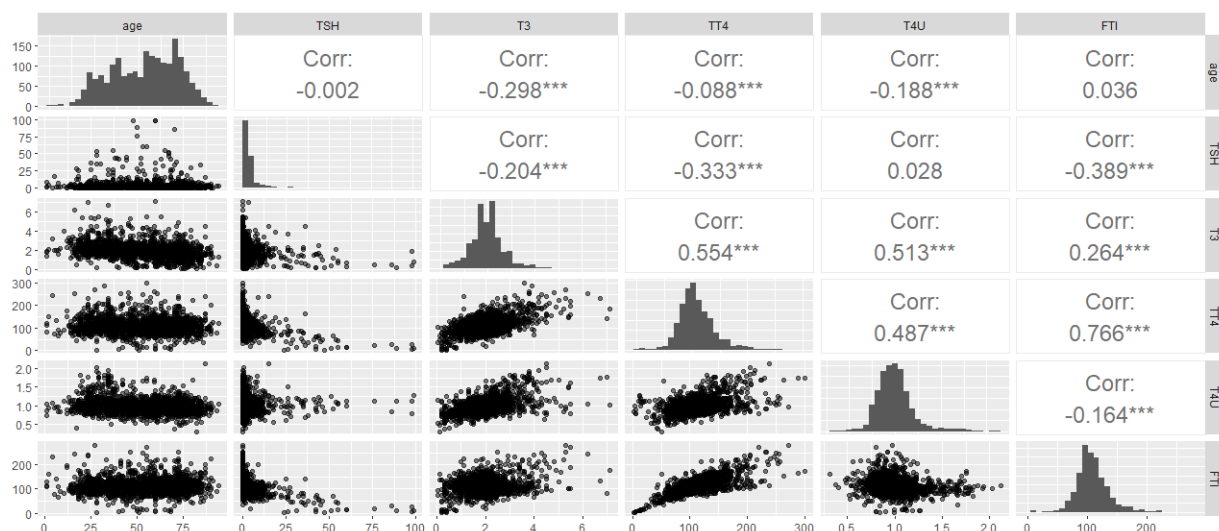 age TSH T3 TT4 T4U FTI
150
100
50
0
Corr:
-0.002
Corr:
-0.298***
Corr:
-0.088***
Corr:
-0.188***
Corr:
0.036
age
100
75
50
25
0
Corr:
-0.204***
Corr:
-0.333***
Corr:
0.028
Corr:
-0.389***
TSH
6
4
2
0
Corr:
0.554***
Corr:
0.513***
Corr:
0.264***
T3
300
200
100
0
Corr:
0.487***
Corr:
0.766***
TT4
2.0
1.5
1.0
0.5
Corr:
-0.164***
T4U
200
100
0
FTI
0 25 50 75 0 25 50 75 100 0 2 4 6 0 100 200 300 0.5 1.0 1.5 2.0 0 100 200